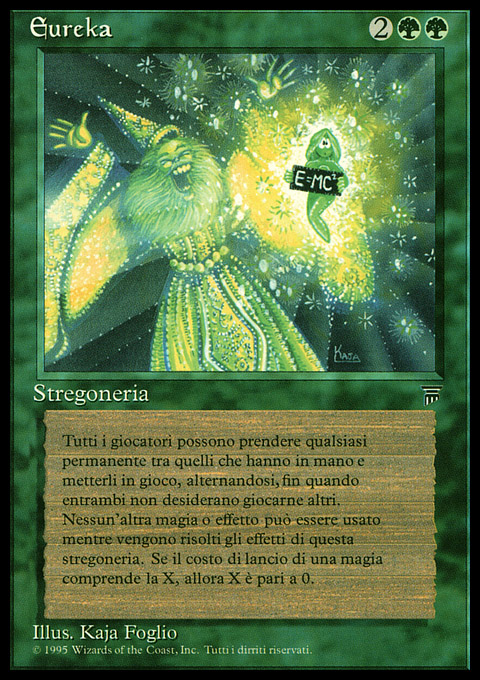 Eureka
2
E=MC²
KAJA
Stregoneria
Tutti i giocatori possono prendere qualsiasi
permanente tra quelli che hanno in mano e
metterli in gioco, alternandosi, fin quando
entrambi non desiderano giocarne altri.
Nessun'altra magia o effetto può essere usato
mentre vengono risolti gli effetti di questa
stregoneria. Se il costo di lancio di una magia
comprende la X, allora X è pari a 0.
Illus. Kaja Foglio
© 1995 Wizards of the Coast, Inc. Tutti i dirriti riservati.